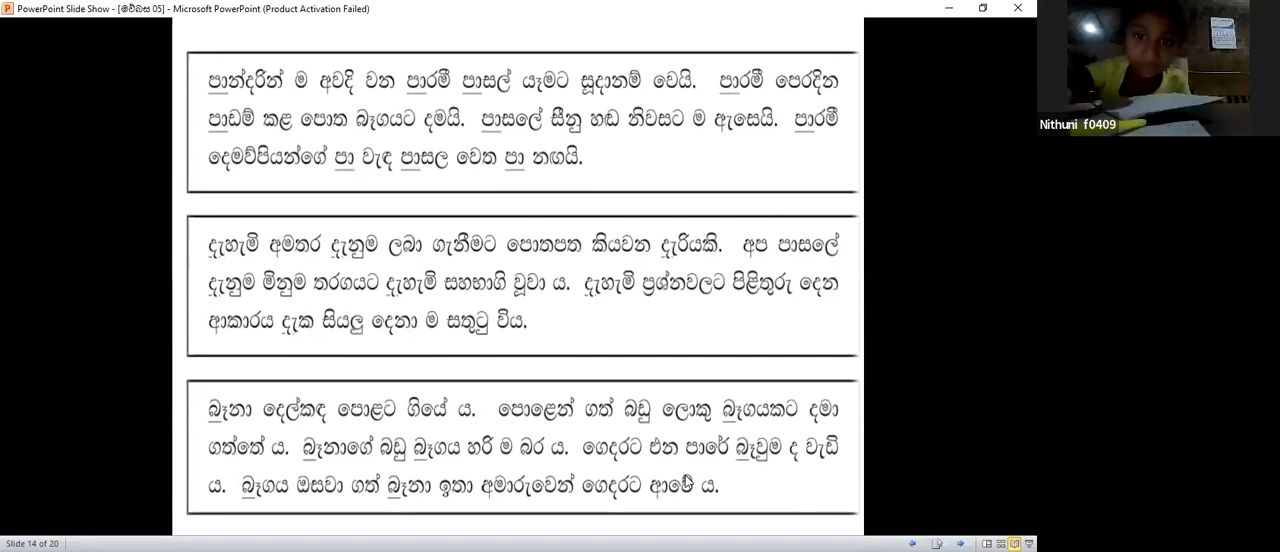 PowerPoint Slide Show - [මව්බස 05] - Microsoft PowerPoint (Product Activation Failed)
පාන්දරින් ම අවදි වන පාරමී පාසල් යෑමට සූදානම් වෙයි. පාරමී පෙරදින
පාඩම් කළ පොත බෑගයට දමයි. පාසලේ සීනු හඬ නිවසට ම ඇසෙයි. පාරමී
දෙමව්පියන්ගේ පා වැඳ පාසල වෙත පා නඟයි.
දැහැමි අමතර දැනුම ලබා ගැනීමට පොතපත කියවන දැරියකි. අප පාසලේ
දැනුම මිනුම තරගයට දැහැමි සහභාගි වූවා ය. දැහැමි ප්‍රශ්නවලට පිළිතුරු දෙන
ආකාරය දැක සියලු දෙනා ම සතුටු විය.
බෑනා දෙල්කඳ පොළට ගියේ ය. පොළෙන් ගත් බඩු ලොකු බෑගයකට දමා
ගත්තේ ය. බෑනාගේ බඩු බෑගය හරි ම බර ය. ගෙදරට එන පාරේ බෑවුම ද වැඩි
ය. බෑගය ඔසවා ගත් බෑනා ඉතා අමාරුවෙන් ගෙදරට ආවේ ය.
Nithuni f0409
Slide 14 of 20